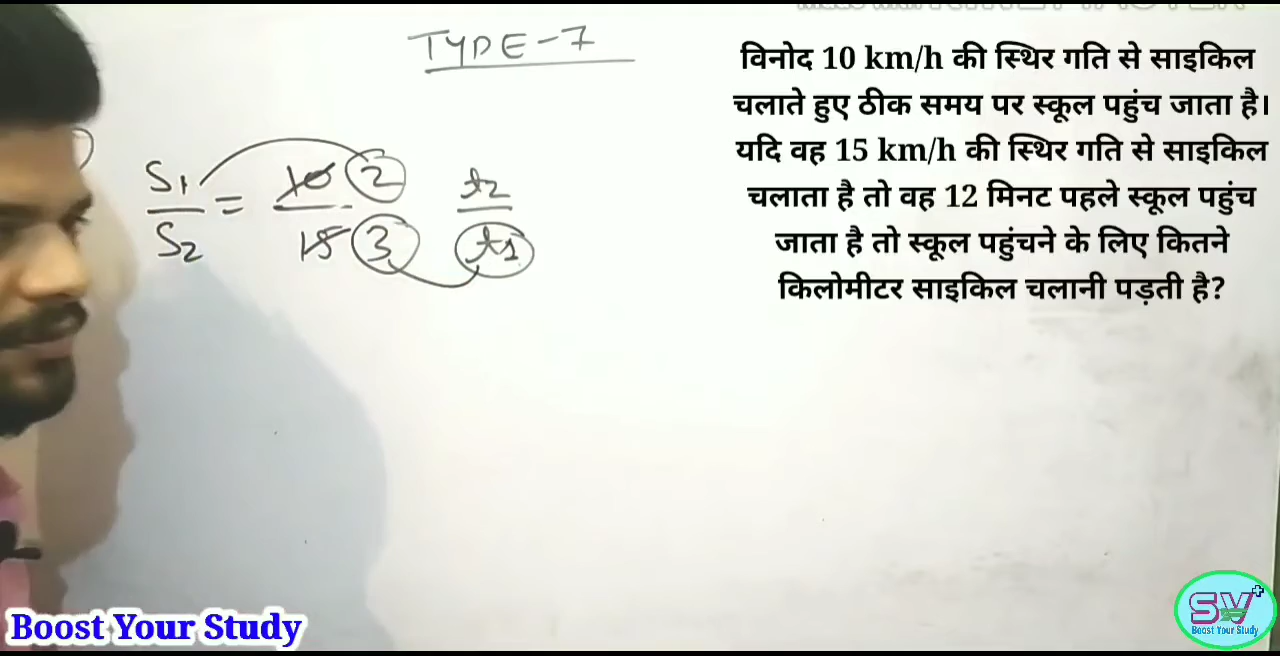 TYPE-7
विनोद 10 km/h की स्थिर गति से साइकिल
चलाते हुए ठीक समय पर स्कूल पहुंच जाता है।
यदि वह 15 km/h की स्थिर गति से साइकिल
चलाता है तो वह 12 मिनट पहले स्कूल पहुंच
जाता है तो स्कूल पहुंचने के लिए कितने
किलोमीटर साइकिल चलानी पड़ती है?
S1 10 2 t2
S2 = 15 3 t1
Boost Your Study
SV+
Boost Your Study